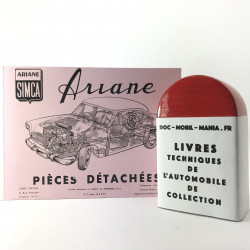 ARIANE
SIMCA
Ariane
PIÈCES DÉTACHÉES
DOC-MOBIL-MANIA.FR
LIVRES
TECHNIQUES
DE
L'AUTOMOBILE
DE
COLLECTION